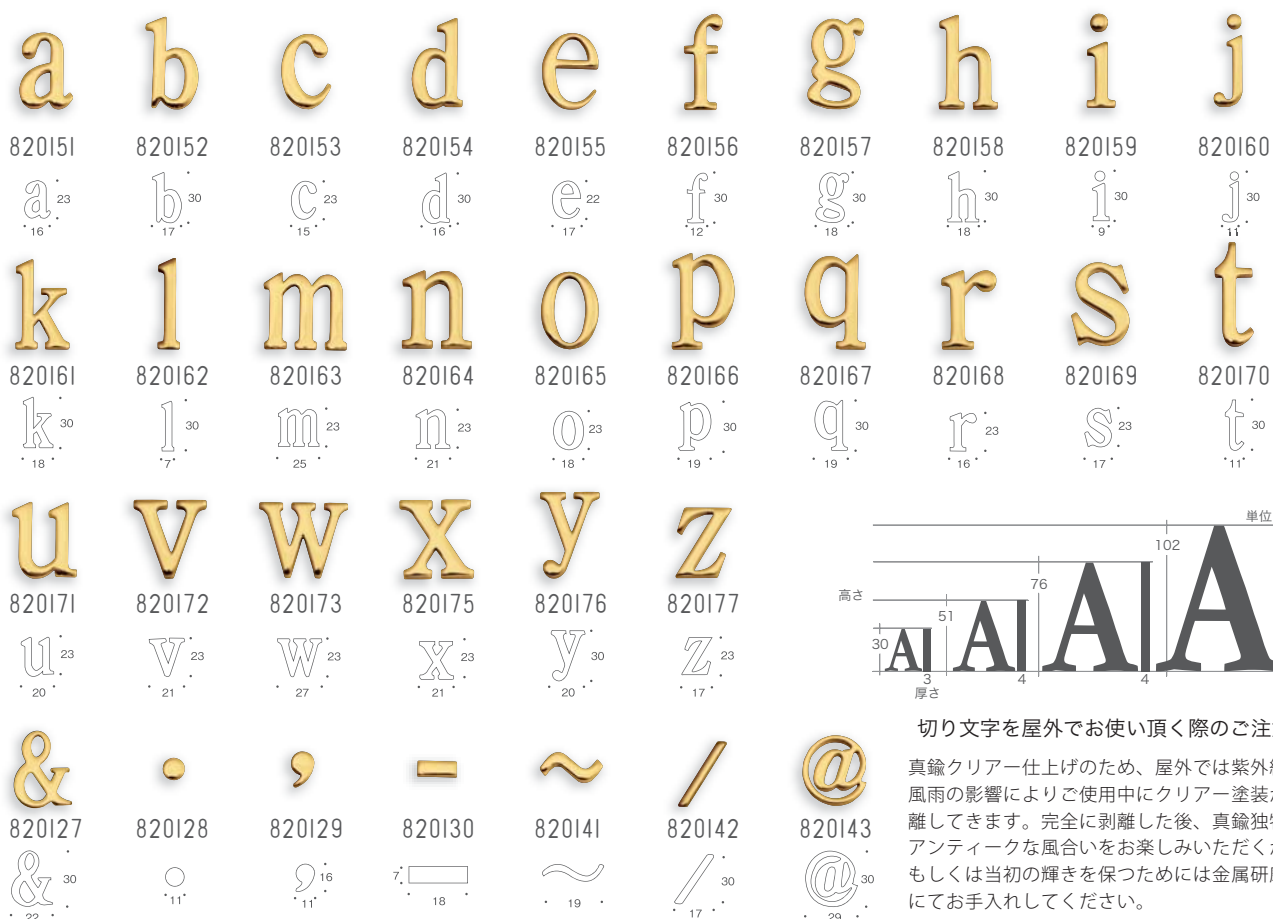 a b c d e f g h i j
820151 820152 820153 820154 820155 820156 820157 820158 820159 820160
a 23 b 30 c 23 d 30 e 22 f 30 g 30 h 30 i 30 j 30
16 17 15 16 17 12 18 18 9 11
k l m n o p q r s t
820161 820162 820163 820164 820165 820166 820167 820168 820169 820170
k 30 l 30 m 23 n 23 o 23 p 30 q 30 r 23 s 23 t 30
18 7 25 21 18 19 19 16 17 11
u v w x y z
820171 820172 820173 820175 820176 820177
u 23 v 23 w 23 x 23 y 30 z 23
20 21 27 21 20 17
単位
102
76
高さ
51
30
A A A A
3 4 4
厚さ
& · , - ~ / @
820127 820128 820129 820130 820141 820142 820143
& 30 , 16 7 ~ / 30 @ 30
22 11 11 18 19 17 29
切り文字を屋外でお使い頂く際のご注
真鍮クリアー仕上げのため、屋外では紫外
風雨の影響によりご使用中にクリアー塗装
離してきます。完全に剥離した後、真鍮独
アンティークな風合いをお楽しみいただく
もしくは当初の輝きを保つためには金属研
にてお手入れしてください。